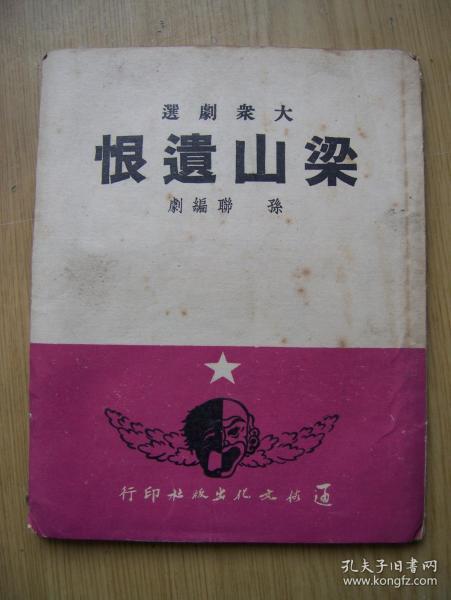 大衆劇選
梁山遺恨
孫聯編劇
通俗文化出版社印行
孔夫子旧书网
www.kongfz.com